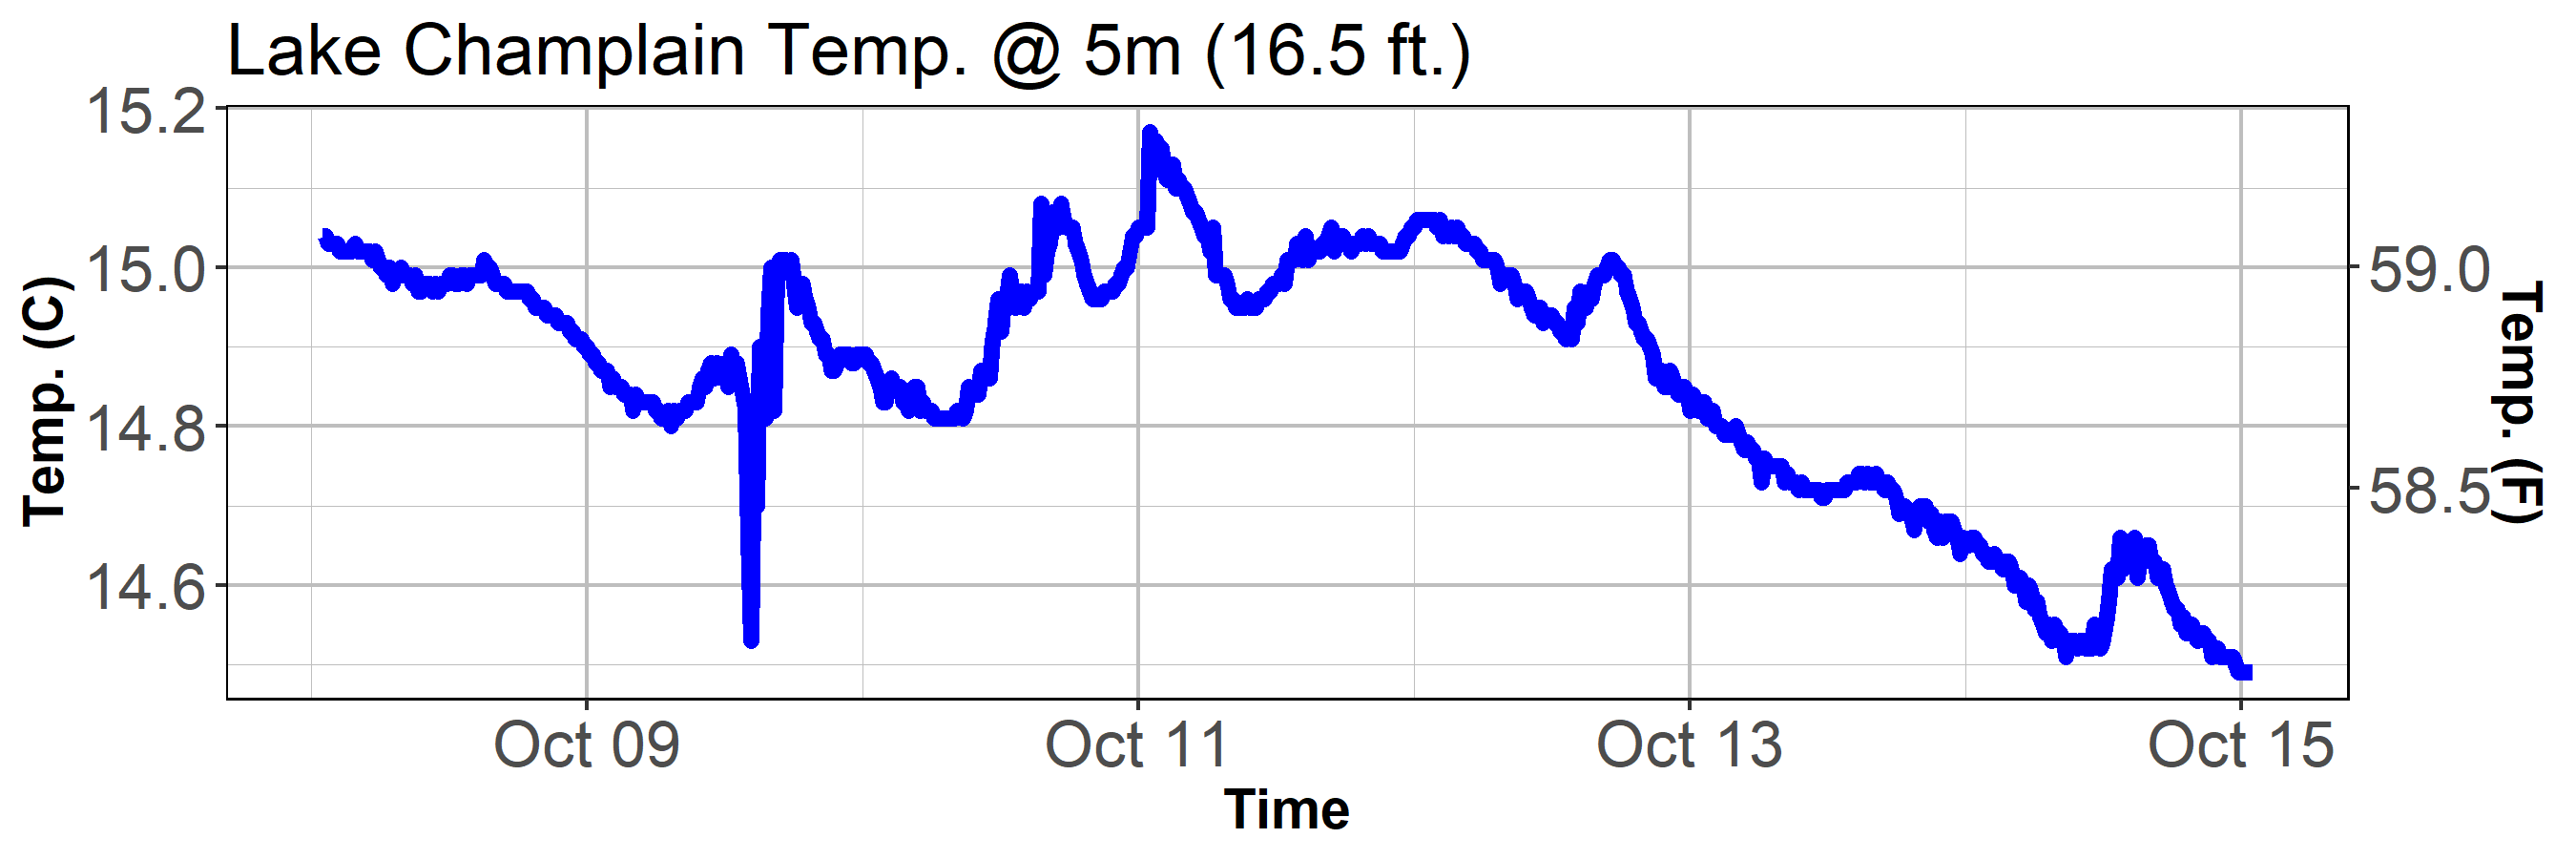 Lake Champlain Temp. @ 5m (16.5 ft.)
15.2
15.0
14.8
14.6
Temp. (C)
59.0
58.5
Temp. (F)
Oct 09 Oct 11 Oct 13 Oct 15
Time